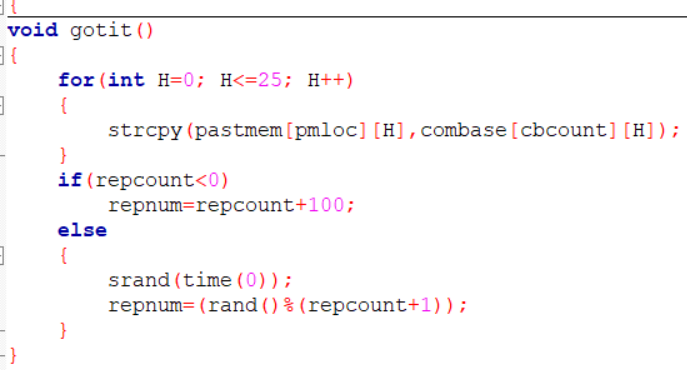 {
void gotit()
{
    for(int H=0; H<=25; H++)
    {
        strcpy(pastmem[pmloc][H],combase[cbcount][H]);
    }
    if(repcount<0)
        repnum=repcount+100;
    else
    {
        srand(time(0));
        repnum=(rand()%(repcount+1));
    }
}